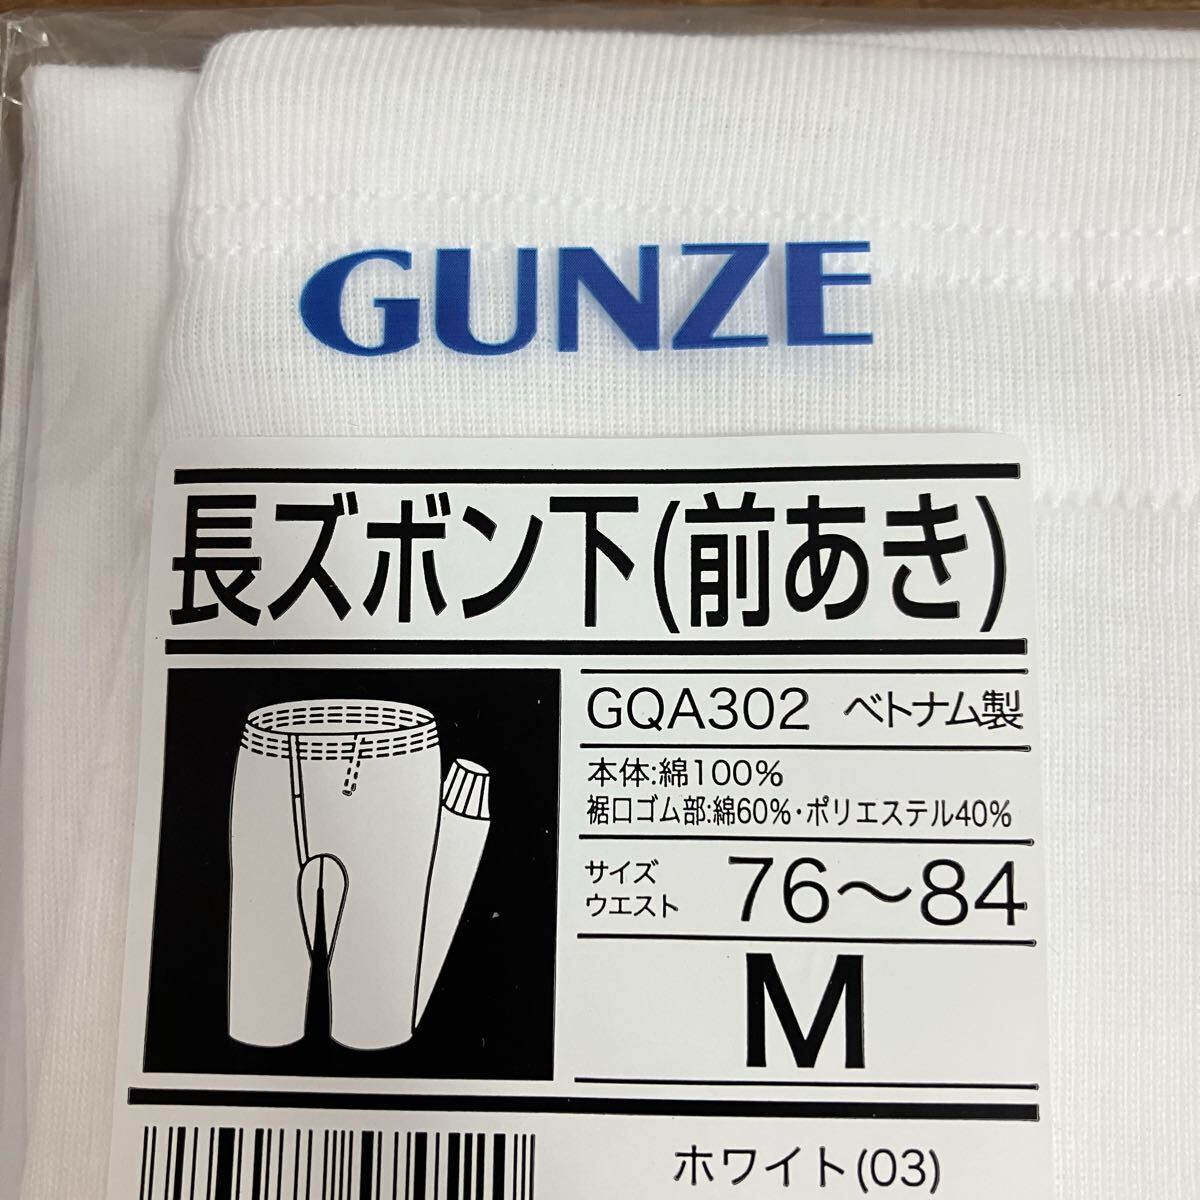 GUNZE
長ズボン下(前あき)
GQA302 ベトナム製
本体:綿100%
裾口ゴム部:綿60%・ポリエステル40%
サイズ
ウエスト 76～84
M
ホワイト(03)